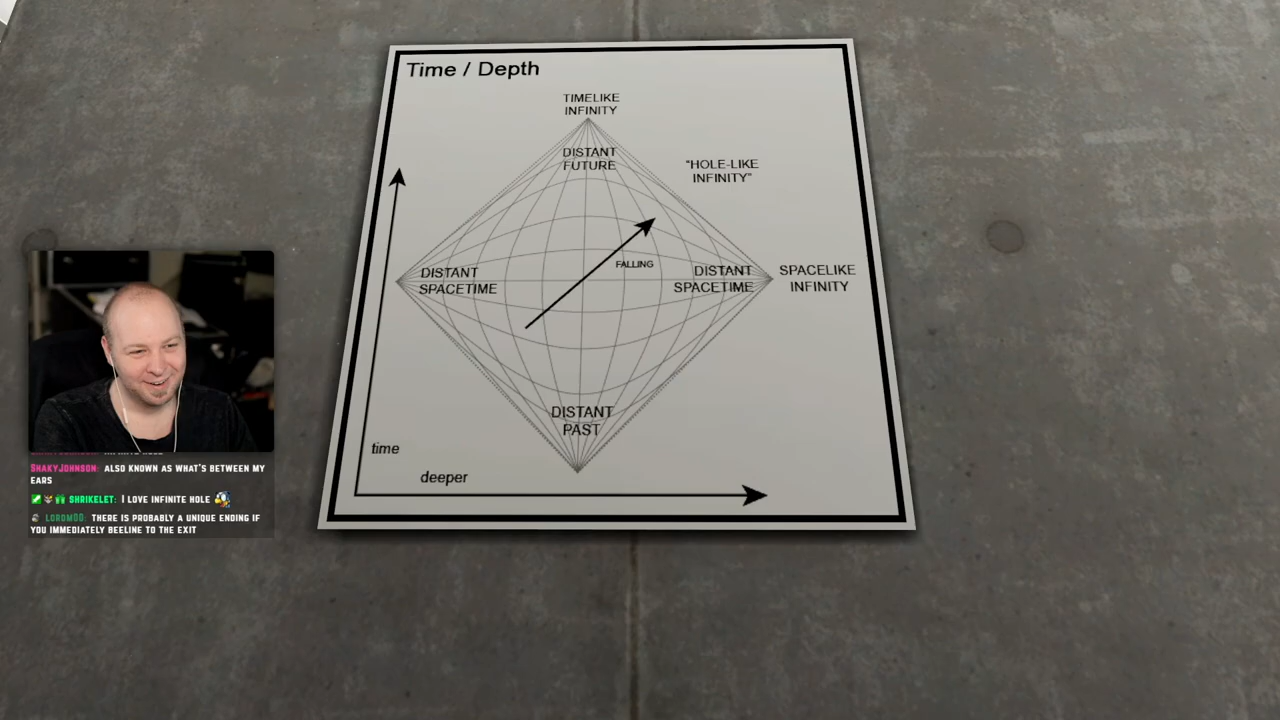 Time / Depth
TIMELIKE
INFINITY
DISTANT
FUTURE
"HOLE-LIKE
INFINITY"
FALLING
DISTANT
SPACETIME
DISTANT
SPACETIME
SPACELIKE
INFINITY
DISTANT
PAST
time
deeper
SHAKYJOHNSON: ALSO KNOWN AS WHAT'S BETWEEN MY
EARS
SHRIKELET: I LOVE INFINITE HOLE
LORDM00: THERE IS PROBABLY A UNIQUE ENDING IF
YOU IMMEDIATELY BEELINE TO THE EXIT